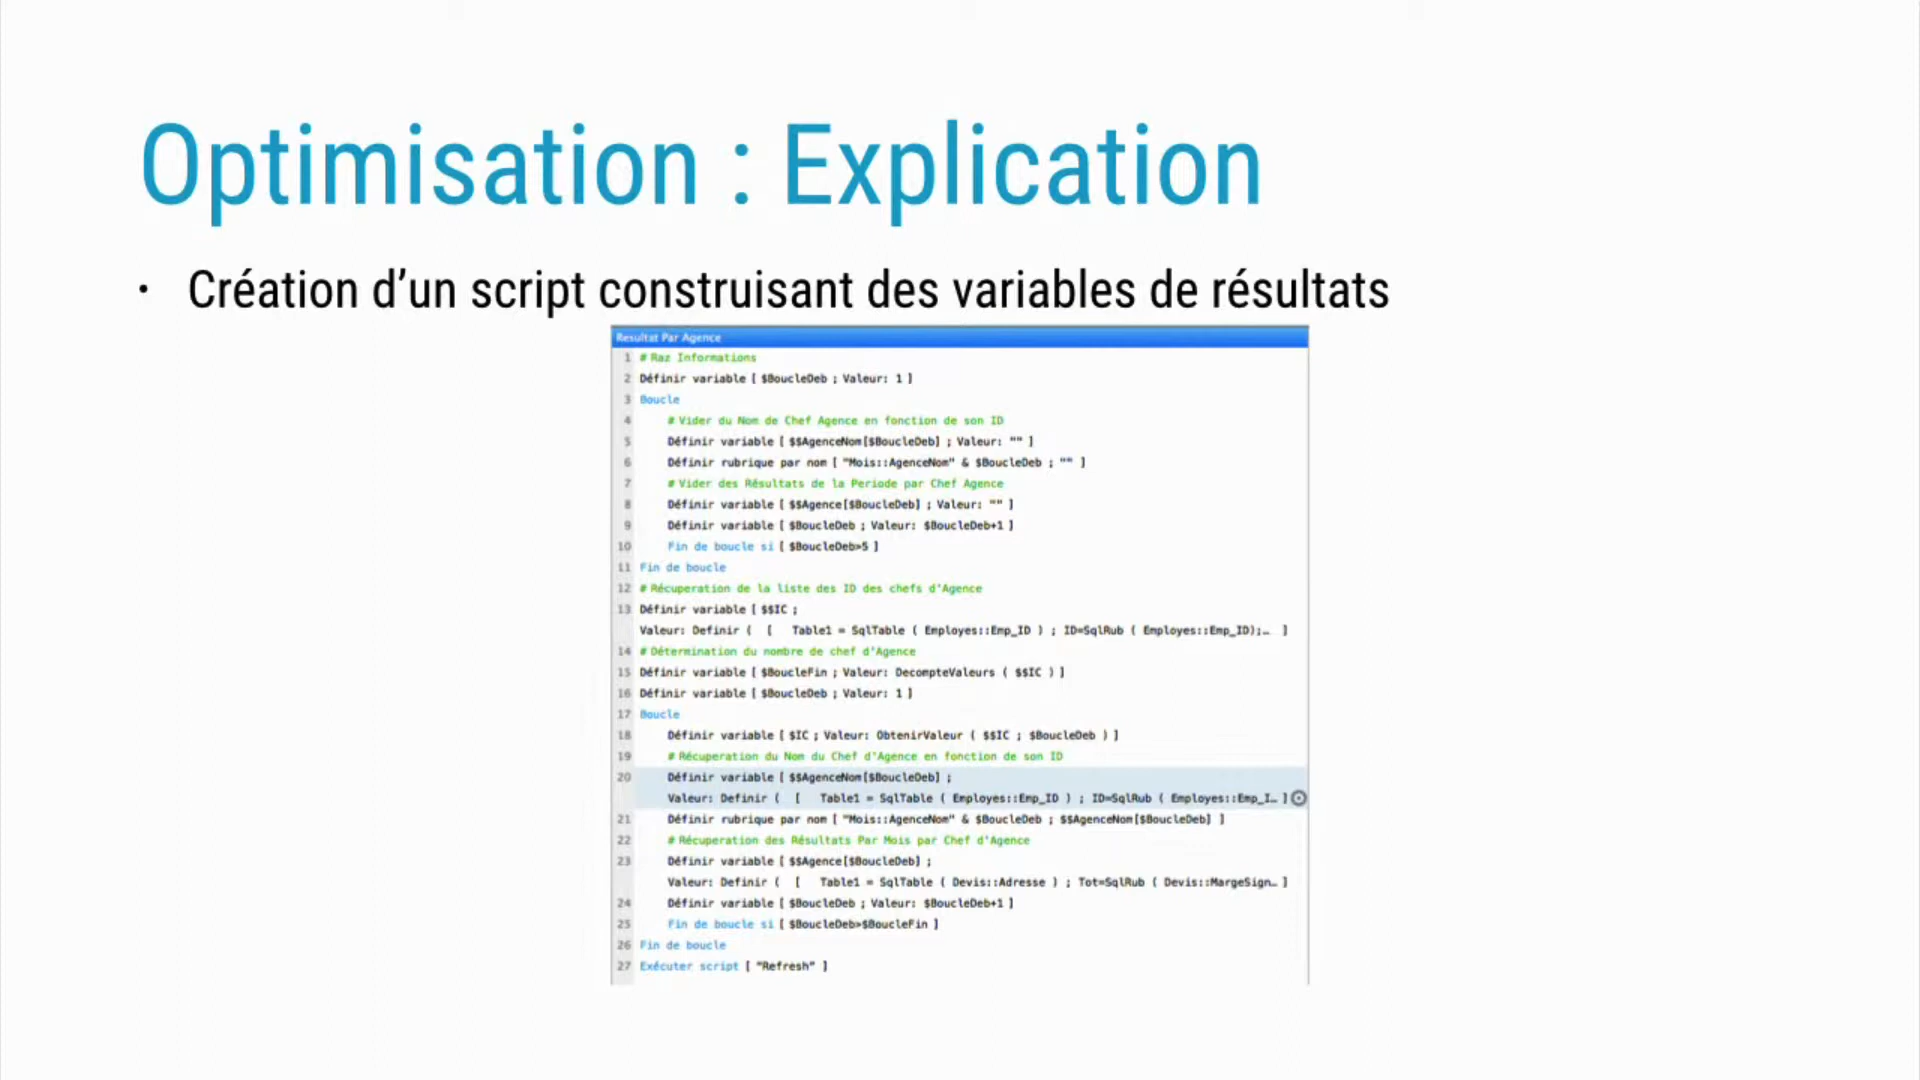 Optimisation : Explication
• Création d’un script construisant des variables de résultats
Resultat Par Agence
1 # Raz Informations
2 Définir variable [ $BoucleDeb ; Valeur: 1 ]
3 Boucle
4 # Vider du Nom de Chef Agence en fonction de son ID
5 Définir variable [ $$AgenceNom[$BoucleDeb] ; Valeur: "" ]
6 Définir rubrique par nom [ "Mois::AgenceNom" & $BoucleDeb ; "" ]
7 # Vider des Résultats de la Periode par Chef Agence
8 Définir variable [ $$Agence[$BoucleDeb] ; Valeur: "" ]
9 Définir variable [ $BoucleDeb ; Valeur: $BoucleDeb+1 ]
10 Fin de boucle si [ $BoucleDeb>5 ]
11 Fin de boucle
12 # Récuperation de la liste des ID des chefs d'Agence
13 Définir variable [ $$IC ;
Valeur: Definir ( [ Table1 = SqlTable ( Employes::Emp_ID ) ; ID=SqlRub ( Employes::Emp_ID);… ]
14 # Détermination du nombre de chef d'Agence
15 Définir variable [ $BoucleFin ; Valeur: DecompteValeurs ( $$IC ) ]
16 Définir variable [ $BoucleDeb ; Valeur: 1 ]
17 Boucle
18 Définir variable [ $IC ; Valeur: ObtenirValeur ( $$IC ; $BoucleDeb ) ]
19 # Récuperation du Nom du Chef d'Agence en fonction de son ID
20 Définir variable [ $$AgenceNom[$BoucleDeb] ;
Valeur: Definir ( [ Table1 = SqlTable ( Employes::Emp_ID ) ; ID=SqlRub ( Employes::Emp_I… ]
21 Définir rubrique par nom [ "Mois::AgenceNom" & $BoucleDeb ; $$AgenceNom[$BoucleDeb] ]
22 # Récuperation des Résultats Par Mois par Chef d'Agence
23 Définir variable [ $$Agence[$BoucleDeb] ;
Valeur: Definir ( [ Table1 = SqlTable ( Devis::Adresse ) ; Tot=SqlRub ( Devis::MargeSign… ]
24 Définir variable [ $BoucleDeb ; Valeur: $BoucleDeb+1 ]
25 Fin de boucle si [ $BoucleDeb>$BoucleFin ]
26 Fin de boucle
27 Exécuter script [ "Refresh" ]